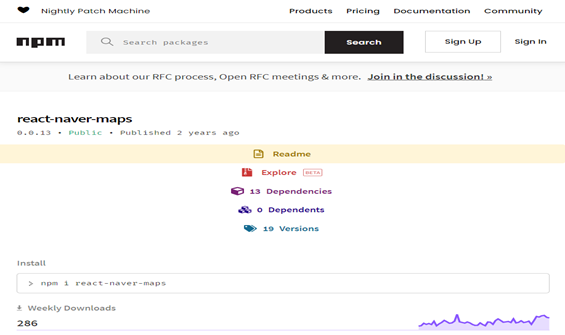 Nightly Patch Machine
Products Pricing Documentation Community
npm
Search packages
Search
Sign Up
Sign In
Learn about our RFC process, Open RFC meetings & more. Join in the discussion! »
react-naver-maps
0.0.13 • Public • Published 2 years ago
Readme
Explore BETA
13 Dependencies
0 Dependents
19 Versions
Install
> npm i react-naver-maps
Weekly Downloads
286